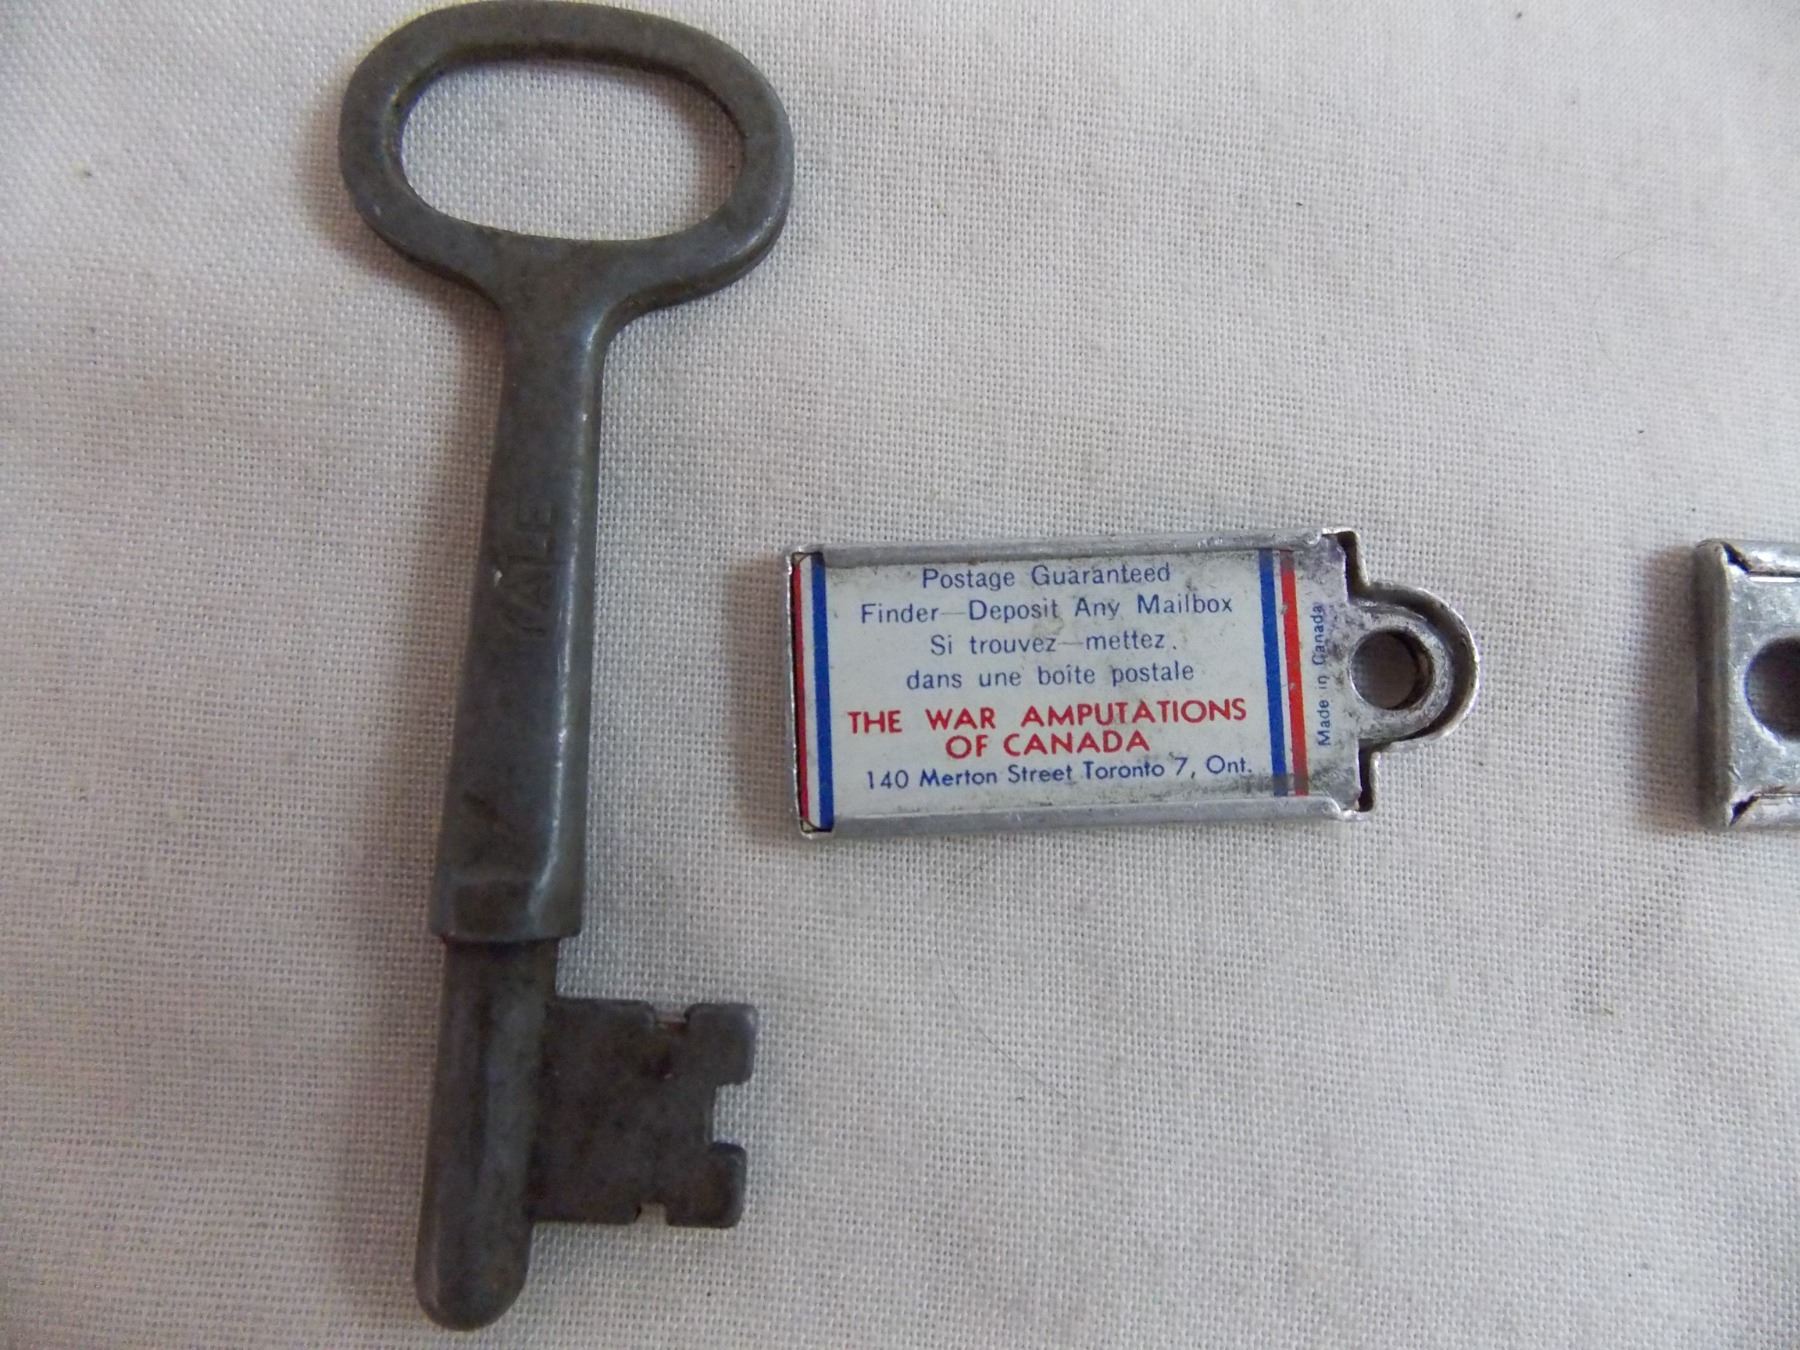 YALE
Postage Guaranteed
Finder—Deposit Any Mailbox
Si trouvez—mettez
dans une boîte postale
THE WAR AMPUTATIONS
OF CANADA
140 Merton Street Toronto 7, Ont.
Made in Canada